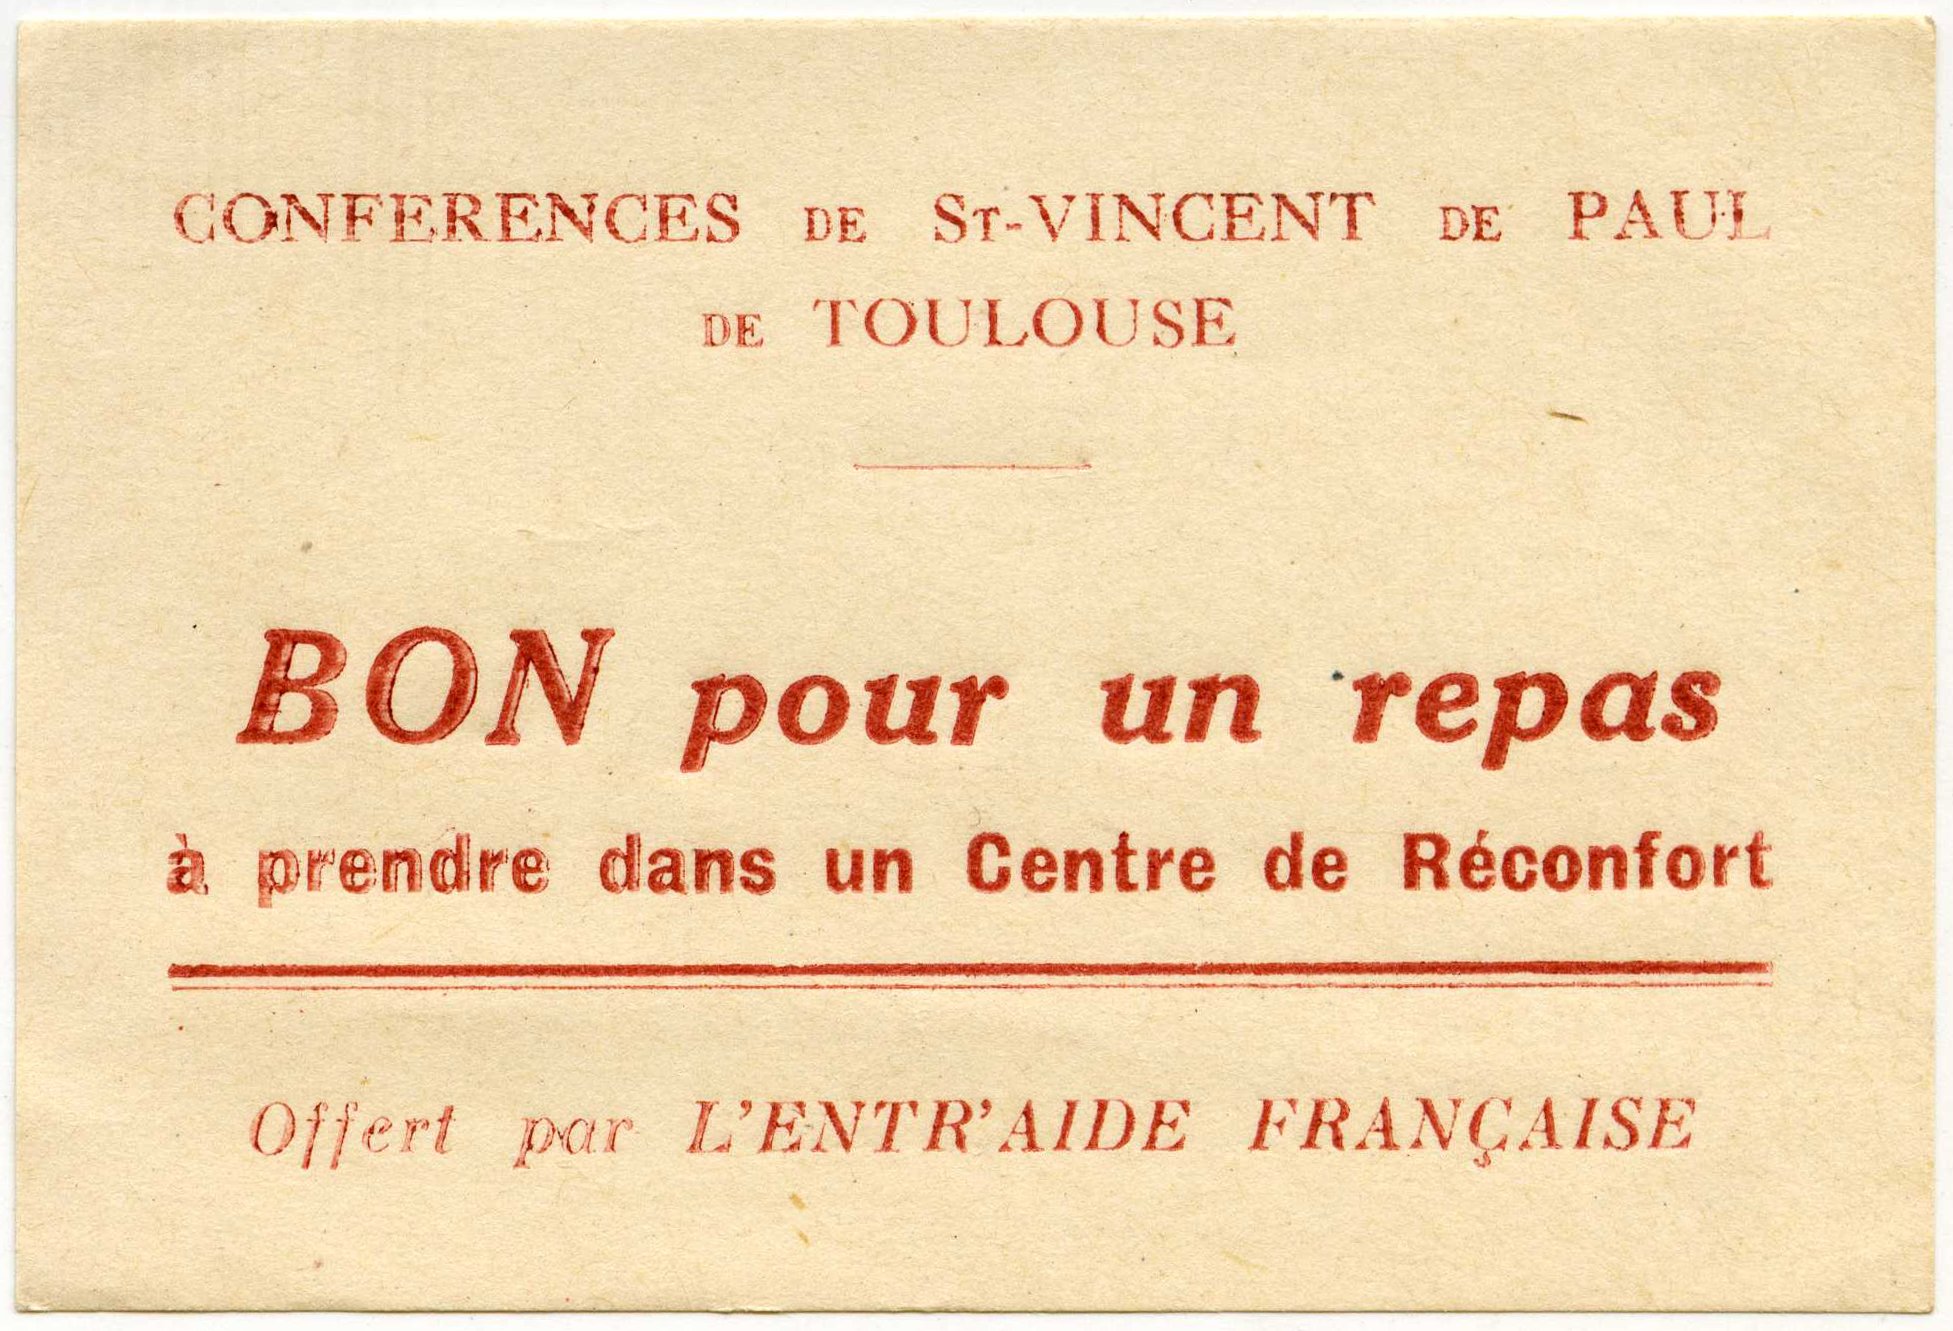 CONFERENCES DE ST-VINCENT DE PAUL
DE TOULOUSE
BON pour un repas
à prendre dans un Centre de Réconfort
Offert par L'ENTR'AIDE FRANÇAISE